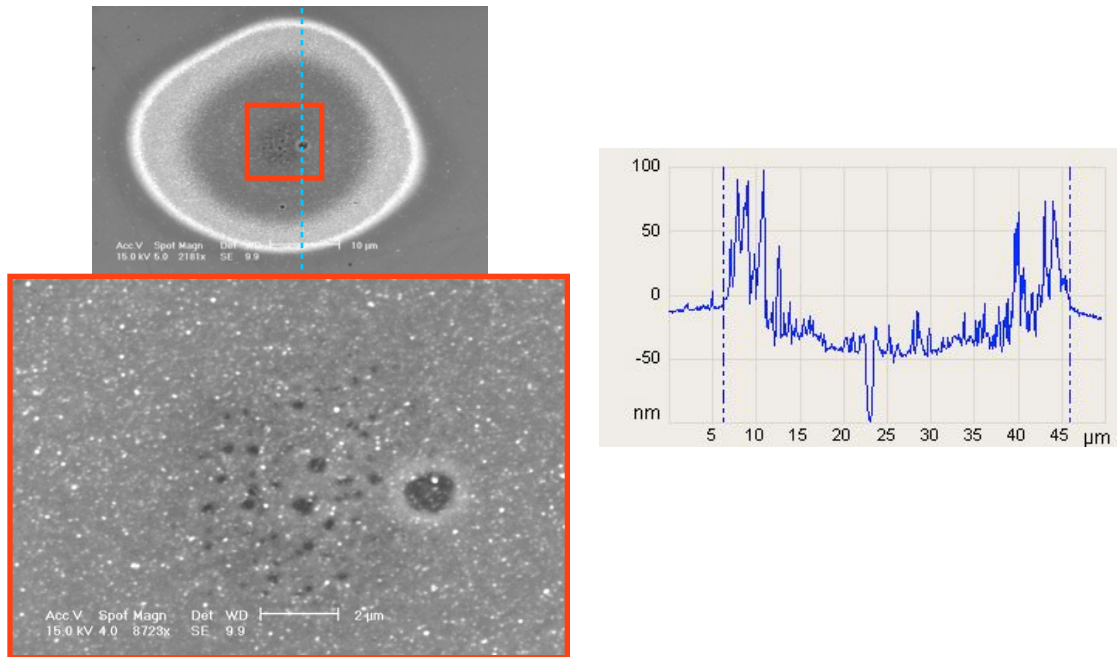 Acc.V Spot Magn Det WD 10 µm
15.0 kV 5.0 2181x SE 9.9
Acc.V Spot Magn Det WD 2 µm
15.0 kV 4.0 8723x SE 9.9
100
50
0
-50
nm
5 10 15 20 25 30 35 40 45 µm